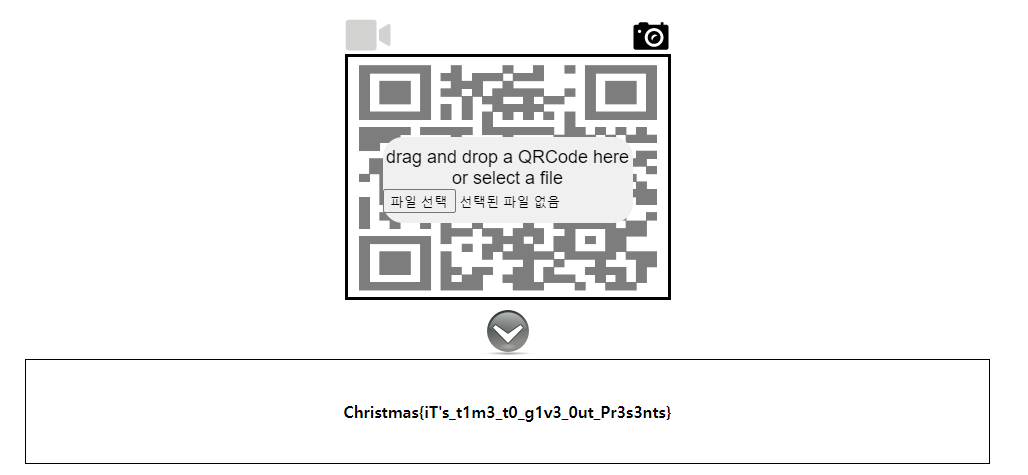 drag and drop a QRCode here
or select a file
파일 선택 선택된 파일 없음
Christmas{iT's_t1m3_t0_g1v3_0ut_Pr3s3nts}